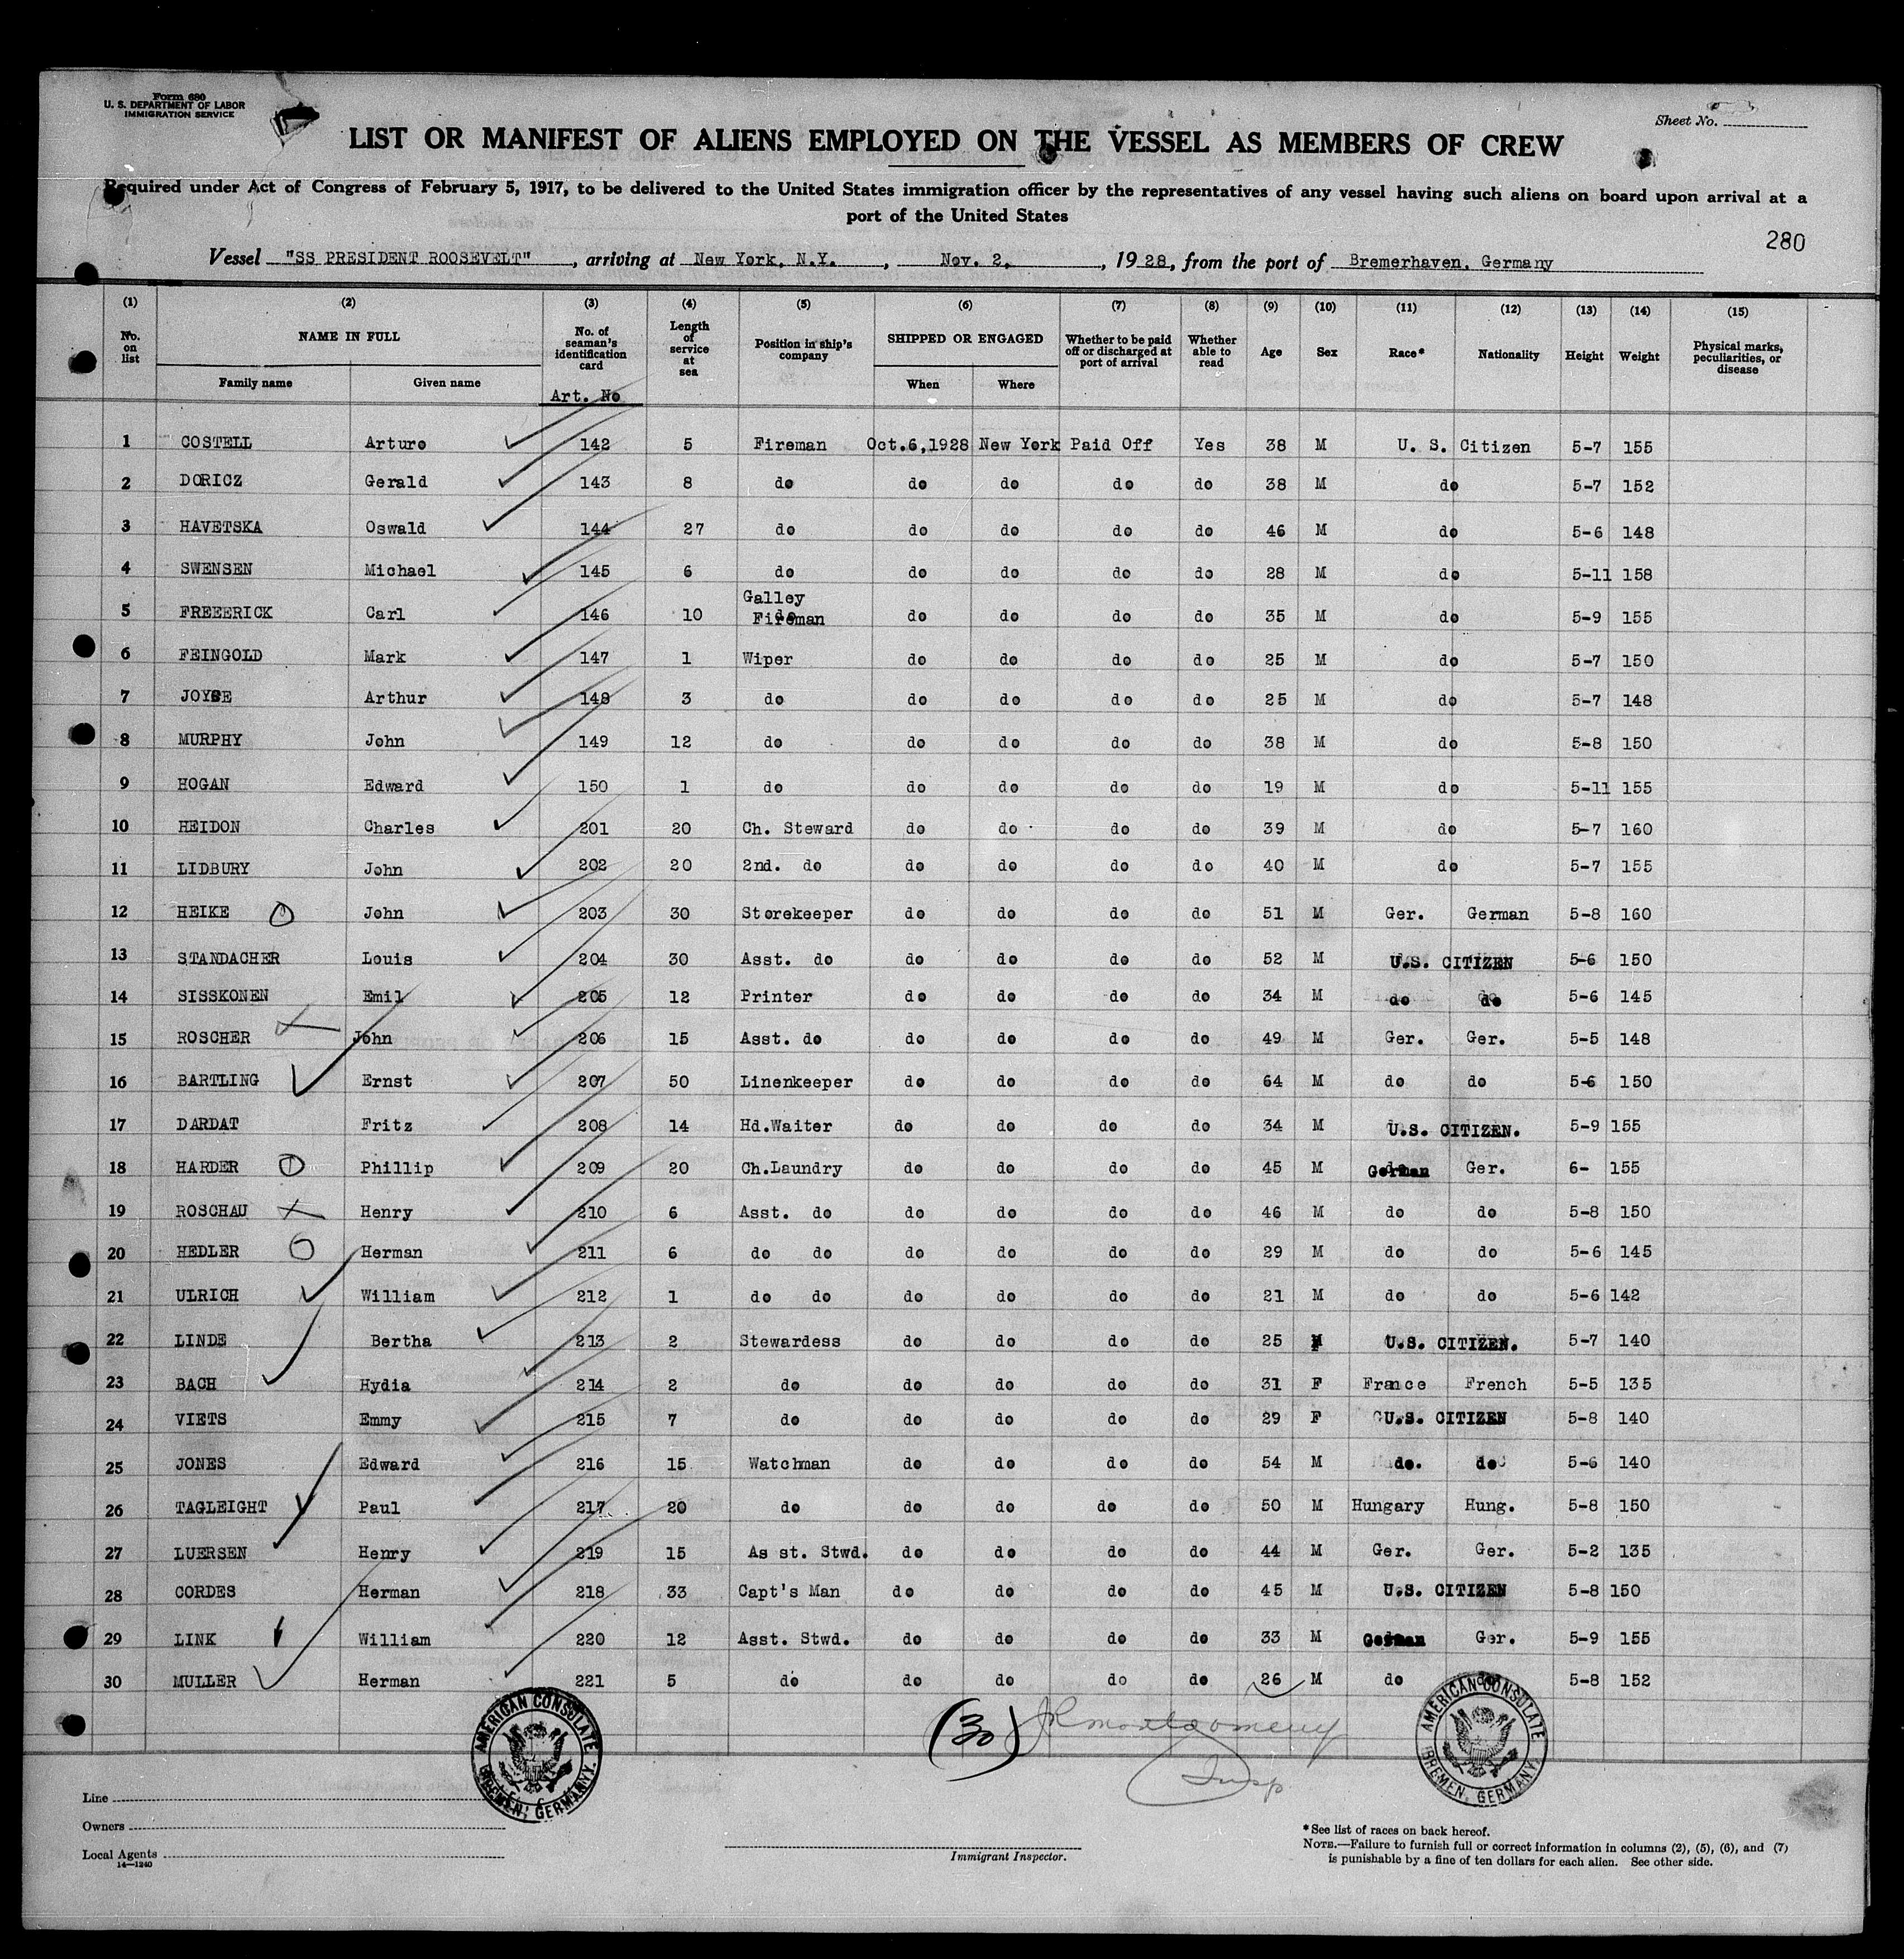 Form 680
U. S. DEPARTMENT OF LABOR
IMMIGRATION SERVICE
Sheet No.
LIST OR MANIFEST OF ALIENS EMPLOYED ON THE VESSEL AS MEMBERS OF CREW
Required under Act of Congress of February 5, 1917, to be delivered to the United States immigration officer by the representatives of any vessel having such aliens on board upon arrival at a
port of the United States
280
Vessel "SS PRESIDENT ROOSEVELT", arriving at New York, N.Y., Nov. 2, 1928, from the port of Bremerhaven, Germany
(1) (2) (3) (4) (5) (6) (7) (8) (9) (10) (11) (12) (13) (14) (15)
No. on list NAME IN FULL Family name Given name No. of seaman's identification card Length of service at sea Position in ship's company SHIPPED OR ENGAGED When Where Whether to be paid off or discharged at port of arrival Whether able to read Age Sex Race* Nationality Height Weight Physical marks, peculiarities, or disease
Art. No
1 COSTELL Arturo 142 5 Fireman Oct.6,1928 New York Paid Off Yes 38 M U. S. Citizen 5-7 155
2 DORICZ Gerald 143 8 do do do do do 38 M do 5-7 152
3 HAVETSKA Oswald 144 27 do do do do do 46 M do 5-6 148
4 SWENSEN Michael 145 6 do do do do do 28 M do 5-11 158
5 FREEERICK Carl 146 10 Galley Fireman do do do do 35 M do 5-9 155
6 FEINGOLD Mark 147 1 Wiper do do do do 25 M do 5-7 150
7 JOYCE Arthur 148 3 do do do do do 25 M do 5-7 148
8 MURPHY John 149 12 do do do do do 38 M do 5-8 150
9 HOGAN Edward 150 1 do do do do do 19 M do 5-11 155
10 HEIDON Charles 201 20 Ch. Steward do do do do 39 M do 5-7 160
11 LIDBURY John 202 20 2nd. do do do do do 40 M do 5-7 155
12 HEIKE John 203 30 Storekeeper do do do do 51 M Ger. German 5-8 160
13 STANDACHER Louis 204 30 Asst. do do do do do 52 M U.S. CITIZEN 5-6 150
14 SISSKONEN Emil 205 12 Printer do do do do 34 M do do 5-6 145
15 ROSCHER John 206 15 Asst. do do do do do 49 M Ger. Ger. 5-5 148
16 BARTLING Ernst 207 50 Linenkeeper do do do do 64 M do do 5-6 150
17 DARDAT Fritz 208 14 Hd.Waiter do do do do 34 M U.S. CITIZEN. 5-9 155
18 HARDER Phillip 209 20 Ch.Laundry do do do do 45 M German Ger. 6- 155
19 ROSCHAU Henry 210 6 Asst. do do do do do 46 M do do 5-8 150
20 HEDLER Herman 211 6 do do do do do do 29 M do do 5-6 145
21 ULRICH William 212 1 do do do do do do 21 M do do 5-6 142
22 LINDE Bertha 213 2 Stewardess do do do do 25 F U.S. CITIZEN. 5-7 140
23 BACH Hydia 214 2 do do do do do 31 F France French 5-5 135
24 VIETS Emmy 215 7 do do do do do 29 F U.S. CITIZEN 5-8 140
25 JONES Edward 216 15 Watchman do do do do 54 M do. do 5-6 140
26 TAGLEIGHT Paul 217 20 do do do do do 50 M Hungary Hung. 5-8 150
27 LUERSEN Henry 219 15 As st. Stwd. do do do do 44 M Ger. Ger. 5-2 135
28 CORDES Herman 218 33 Capt's Man do do do do 45 M U.S. CITIZEN 5-8 150
29 LINK William 220 12 Asst. Stwd. do do do do 33 M German Ger. 5-9 155
30 MULLER Herman 221 5 do do do do do 26 M do do 5-8 152
(30) JRMontgomery
Insp
AMERICAN CONSULATE BREMEN, GERMANY.
AMERICAN CONSULATE BREMEN, GERMANY.
Line
Owners
Local Agents
14—1240
Immigrant Inspector.
*See list of races on back hereof.
NOTE.—Failure to furnish full or correct information in columns (2), (5), (6), and (7)
is punishable by a fine of ten dollars for each alien. See other side.